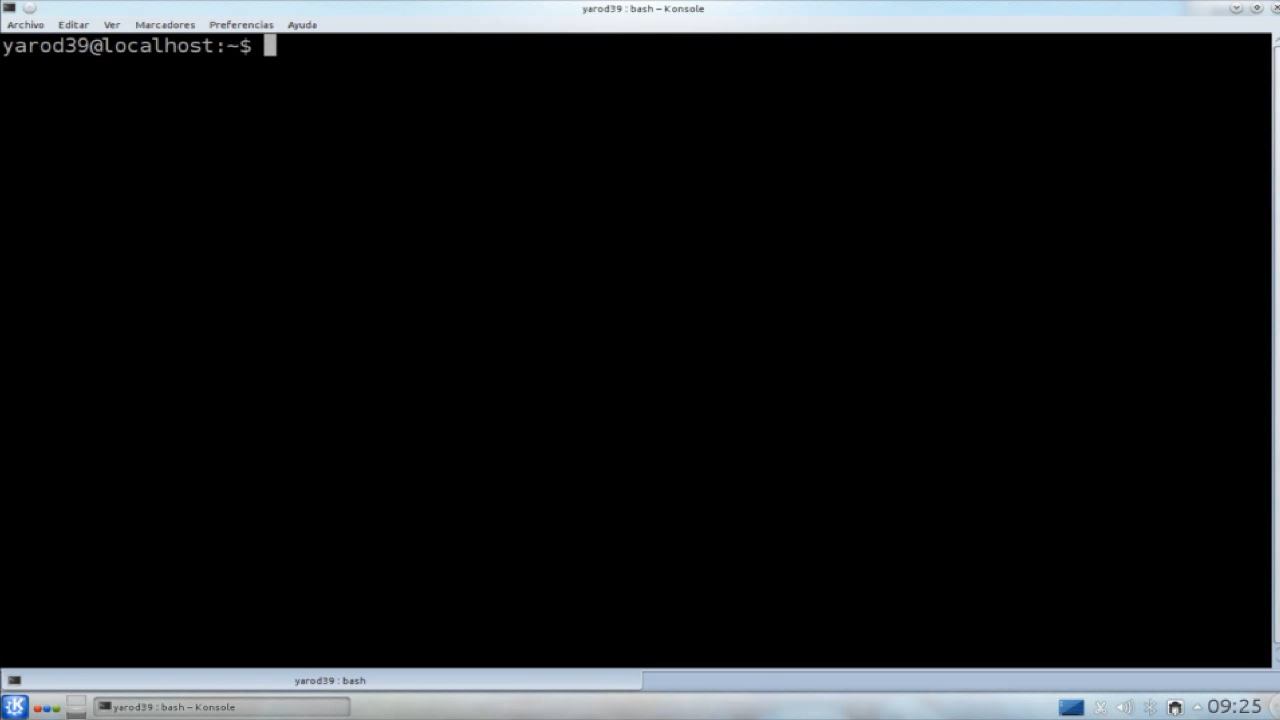 yarod39 : bash – Konsole
Archivo Editar Ver Marcadores Preferencias Ayuda
yarod39@localhost:~$
yarod39 : bash
yarod39 : bash – Konsole
09:25